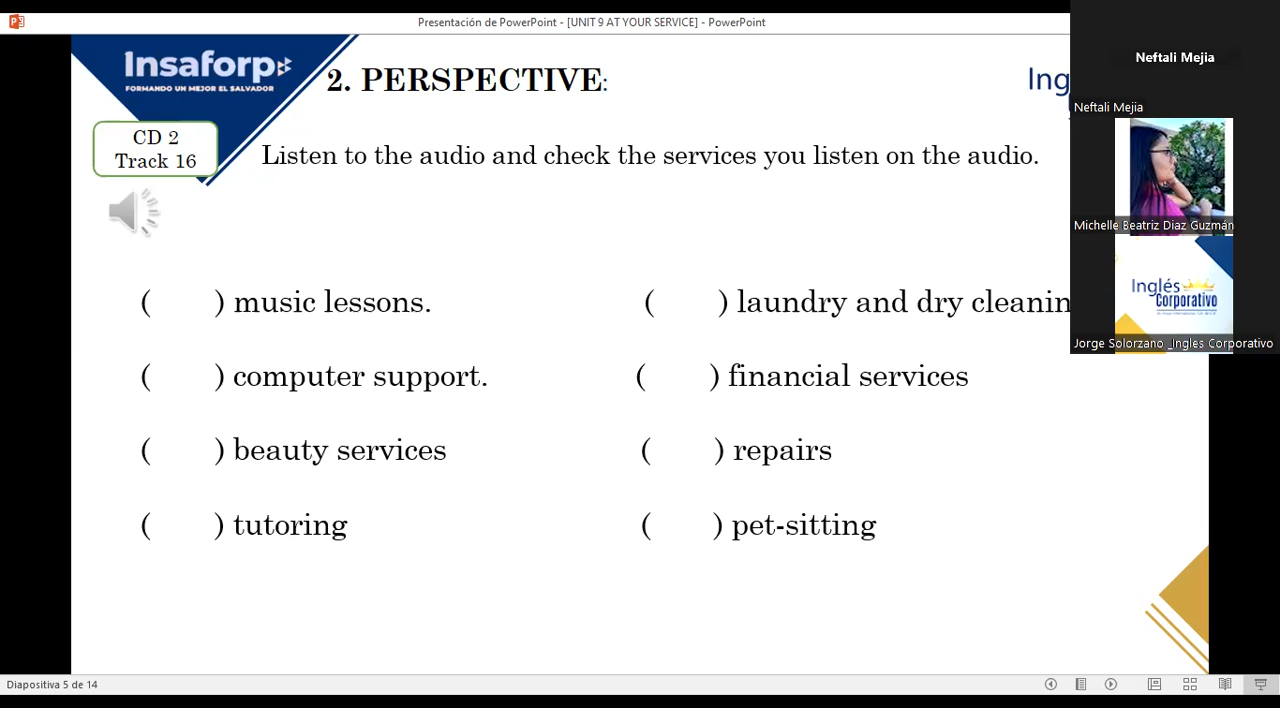 Presentación de PowerPoint - [UNIT 9 AT YOUR SERVICE] - PowerPoint
Insaforp
FORMANDO UN MEJOR EL SALVADOR
2. PERSPECTIVE:
Ing
CD 2
Track 16
Listen to the audio and check the services you listen on the audio.
( ) music lessons.
( ) laundry and dry cleanin
( ) computer support.
( ) financial services
( ) beauty services
( ) repairs
( ) tutoring
( ) pet-sitting
Neftali Mejia
Neftali Mejia
Michelle Beatriz Diaz Guzmán
Inglés
Corporativo
Jorge Solorzano _Ingles Corporativo
Diapositiva 5 de 14